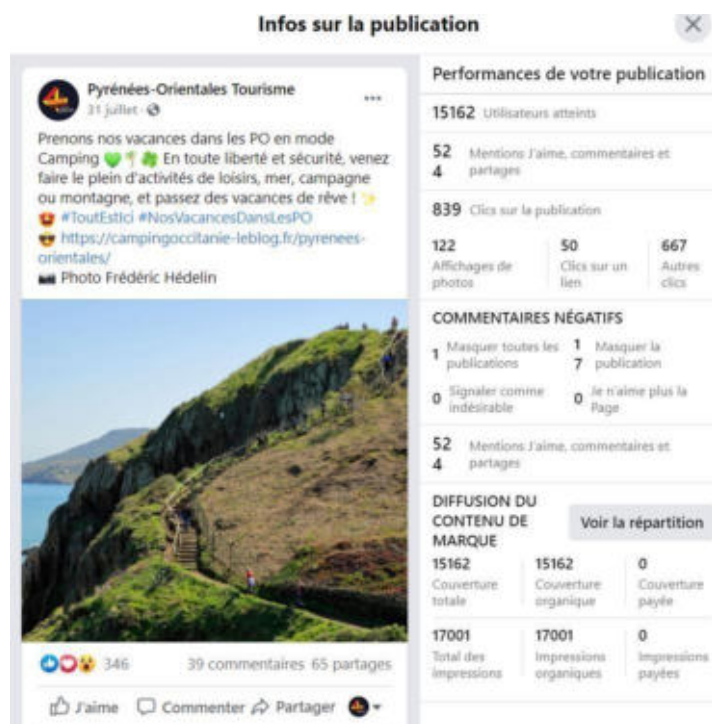 Infos sur la publication
Pyrénées-Orientales Tourisme
31 juillet
Prenons nos vacances dans les PO en mode
Camping 💚🌴🍀 En toute liberté et sécurité, venez
faire le plein d'activités de loisirs, mer, campagne
ou montagne, et passez des vacances de rêve ! ✨
🤩 #ToutEstIci #NosVacancesDansLesPO
😎 https://campingoccitanie-leblog.fr/pyrenees-
orientales/
📷 Photo Frédéric Hédelin
346
39 commentaires 65 partages
J'aime
Commenter
Partager
Performances de votre publication
15162 Utilisateurs atteints
52 Mentions J'aime, commentaires et
4 partages
839 Clics sur la publication
122 50 667
Affichages de Clics sur un Autres
photos lien clics
COMMENTAIRES NÉGATIFS
1 Masquer toutes les 1 Masquer la
publications 7 publication
0 Signaler comme 0 Je n'aime plus la
indésirable Page
52 Mentions J'aime, commentaires et
4 partages
DIFFUSION DU
CONTENU DE
MARQUE
Voir la répartition
15162 15162 0
Couverture Couverture Couverture
totale organique payée
17001 17001 0
Total des Impressions Impressions
impressions organiques payées